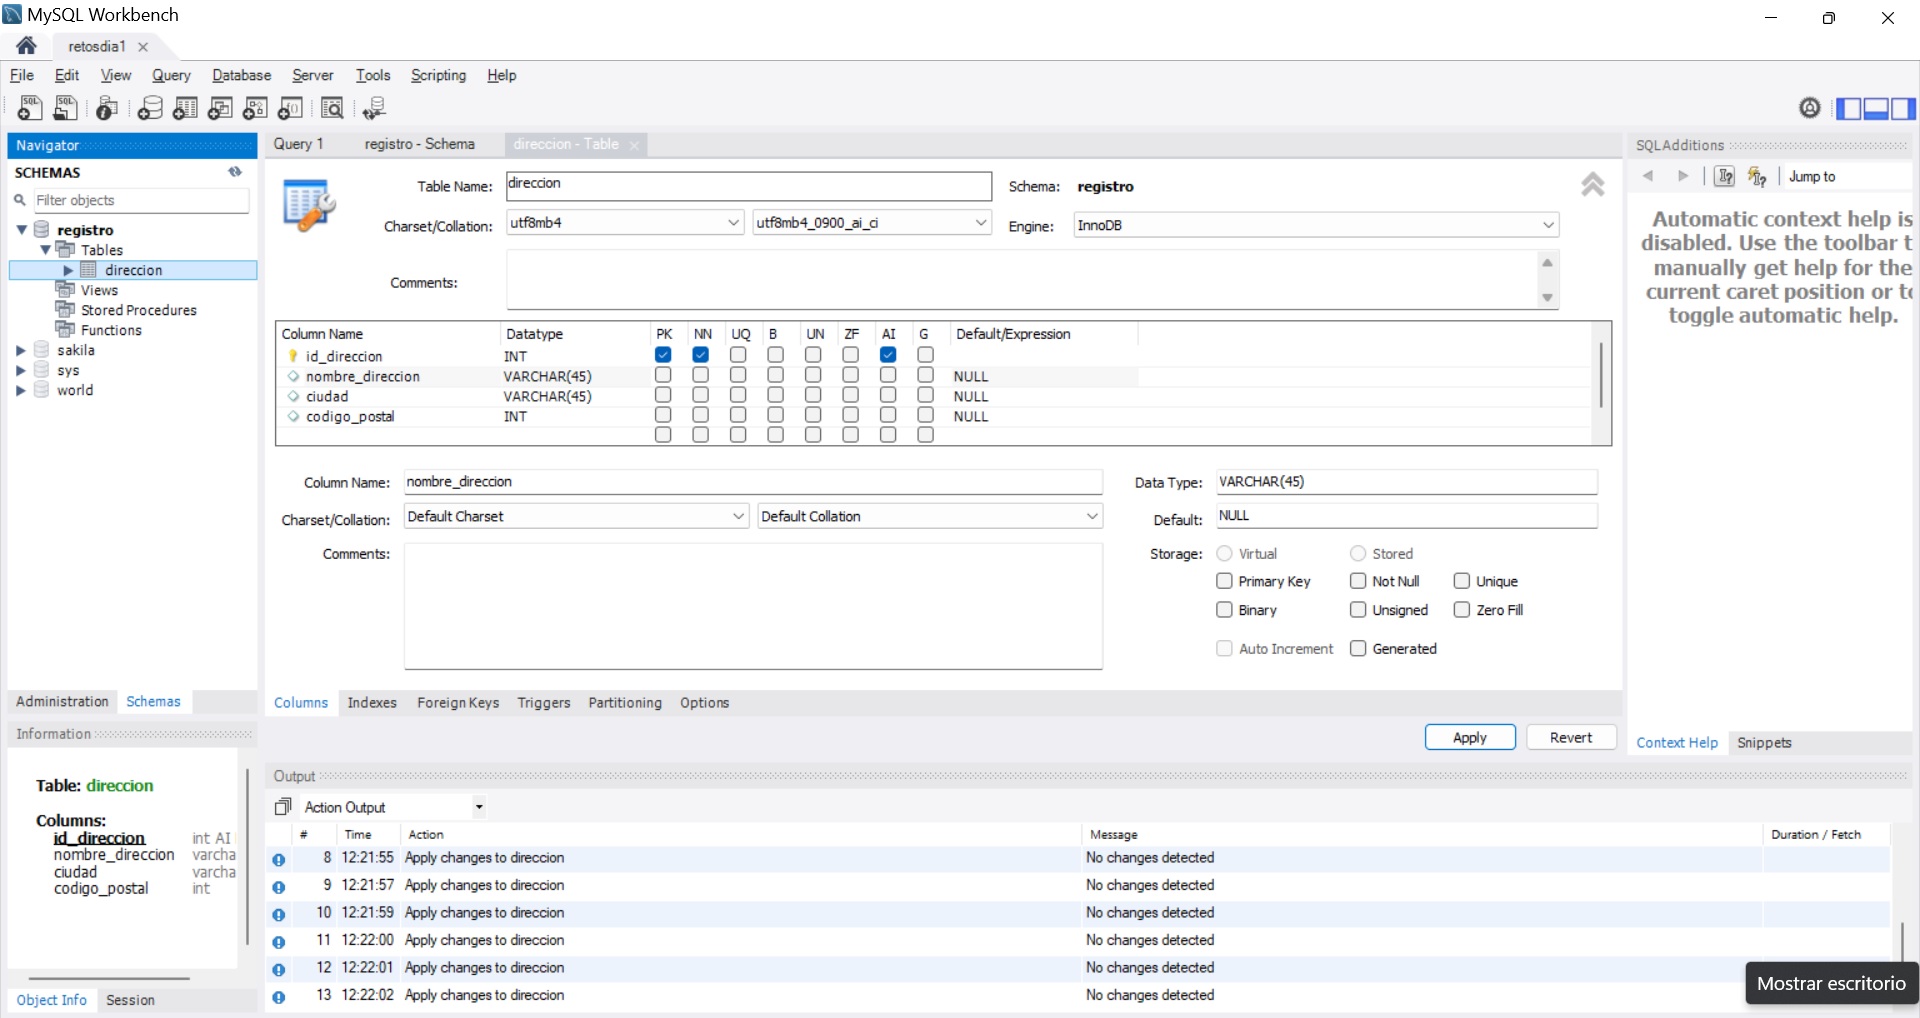 MySQL Workbench
retosdia1
File Edit View Query Database Server Tools Scripting Help
Navigator
SCHEMAS
Filter objects
registro
Tables
direccion
Views
Stored Procedures
Functions
sakila
sys
world
Administration Schemas
Information
Table: direccion
Columns:
id_direccion int AI
nombre_direccion varcha
ciudad varcha
codigo_postal int
Object Info Session
Query 1 registro - Schema direccion - Table
Table Name: direccion Schema: registro
Charset/Collation: utf8mb4 utf8mb4_0900_ai_ci Engine: InnoDB
Comments:
Column Name Datatype PK NN UQ B UN ZF AI G Default/Expression
id_direccion INT
nombre_direccion VARCHAR(45) NULL
ciudad VARCHAR(45) NULL
codigo_postal INT NULL
Column Name: nombre_direccion Data Type: VARCHAR(45)
Charset/Collation: Default Charset Default Collation Default: NULL
Comments: Storage: Virtual Stored
Primary Key Not Null Unique
Binary Unsigned Zero Fill
Auto Increment Generated
Columns Indexes Foreign Keys Triggers Partitioning Options
Apply Revert
Output
Action Output
# Time Action Message Duration / Fetch
8 12:21:55 Apply changes to direccion No changes detected
9 12:21:57 Apply changes to direccion No changes detected
10 12:21:59 Apply changes to direccion No changes detected
11 12:22:00 Apply changes to direccion No changes detected
12 12:22:01 Apply changes to direccion No changes detected
13 12:22:02 Apply changes to direccion No changes detected
SQLAdditions
Jump to
Automatic context help is
disabled. Use the toolbar t
manually get help for the
current caret position or to
toggle automatic help.
Context Help Snippets
Mostrar escritorio